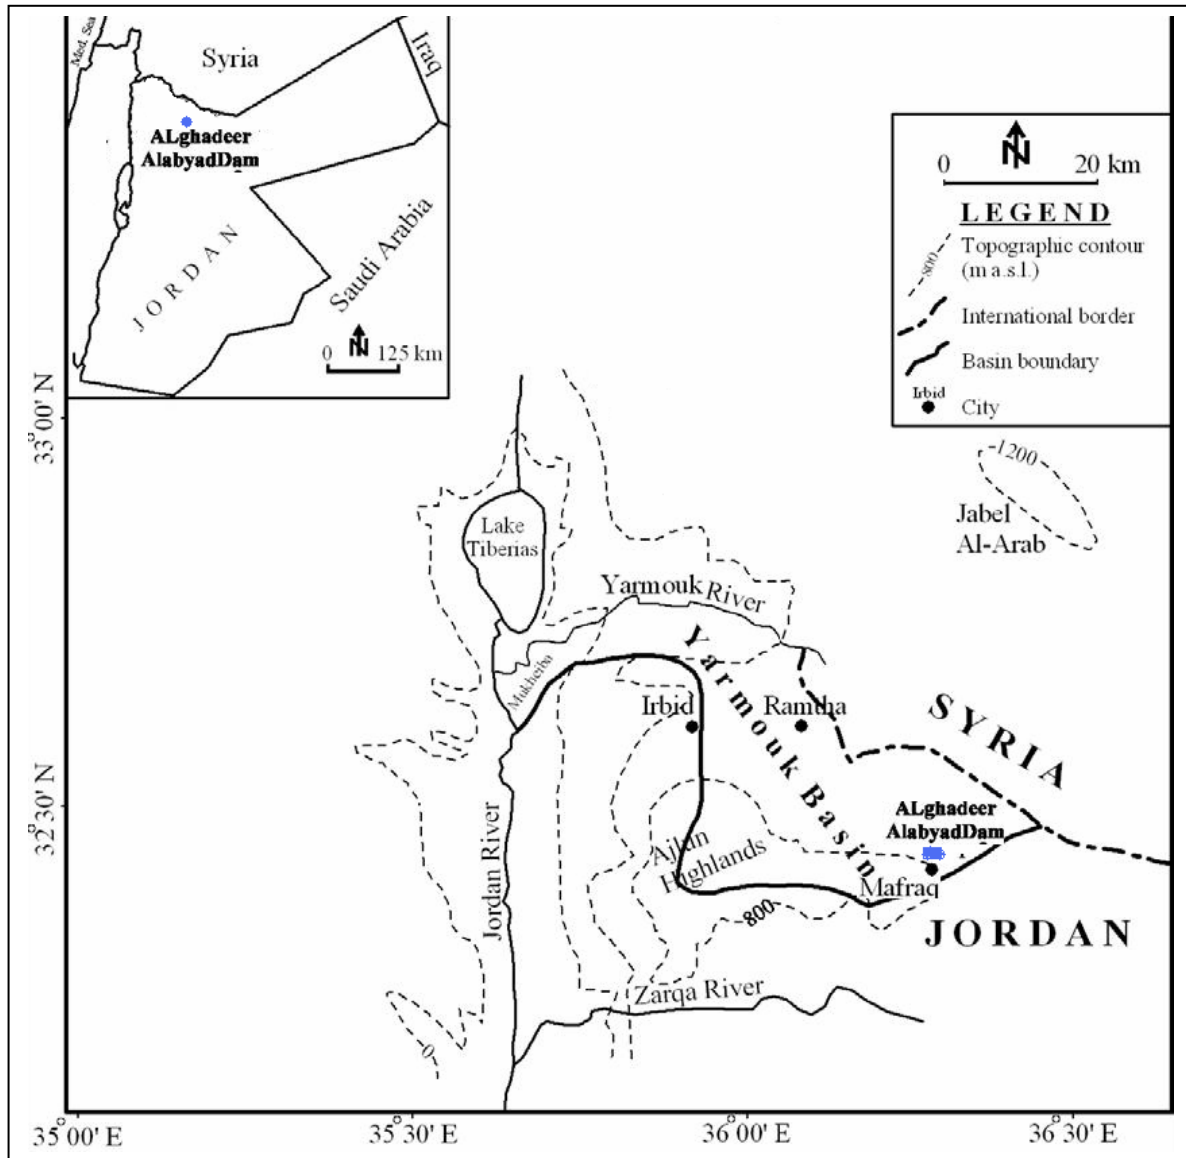 Med. Sea
Syria
Iraq
ALghadeer
AlabyadDam
JORDAN
Saudi Arabia
N
0 125 km
N
0 20 km
LEGEND
800
Topographic contour
(m a.s.l.)
International border
Basin boundary
Irbid
City
33°00' N
-1200
Jabel
Al-Arab
Lake
Tiberias
Yarmouk River
Mukheiba
Yarmouk Basin
Irbid
Ramtha
SYRIA
32°30' N
ALghadeer
AlabyadDam
Ajlun
Highlands
Mafraq
Jordan River
800
JORDAN
Zarqa River
0
35°00' E
35°30' E
36°00' E
36°30' E